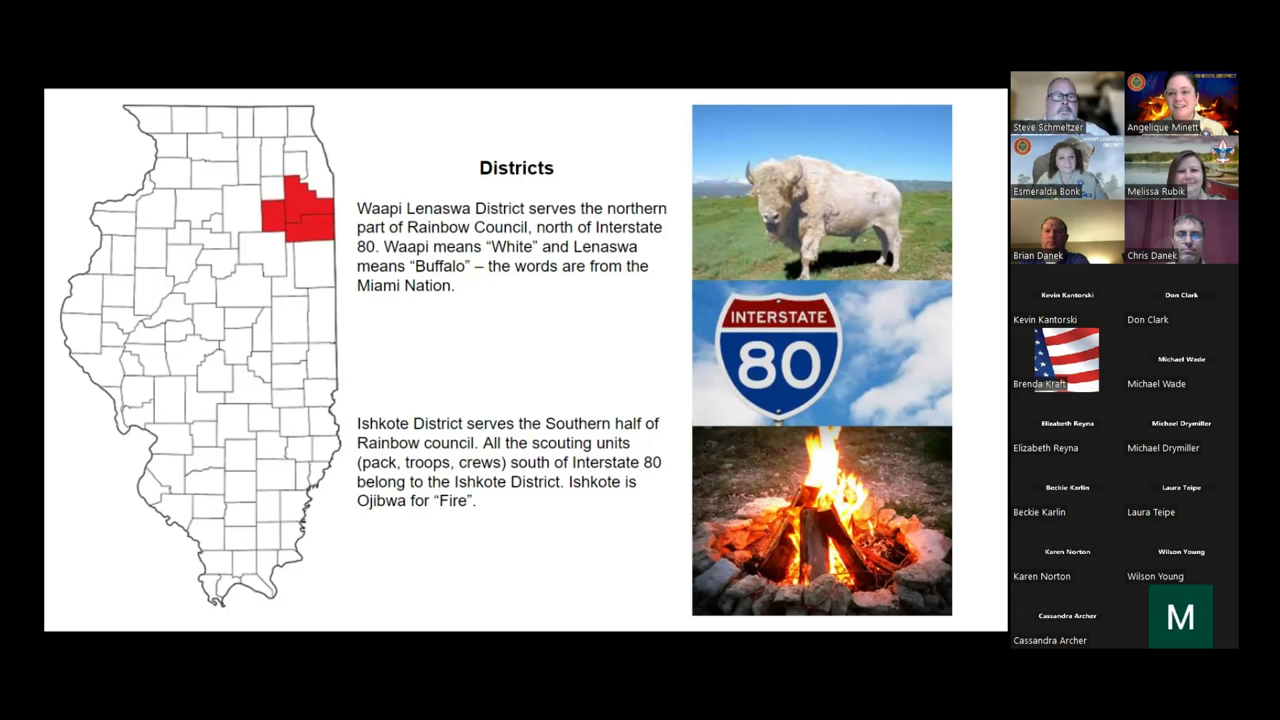 Districts
Waapi Lenaswa District serves the northern
part of Rainbow Council, north of Interstate
80. Waapi means “White” and Lenaswa
means “Buffalo” – the words are from the
Miami Nation.
Ishkote District serves the Southern half of
Rainbow council. All the scouting units
(pack, troops, crews) south of Interstate 80
belong to the Ishkote District. Ishkote is
Ojibwa for “Fire”.
INTERSTATE
80
Steve Schmeltzer
ISHKOTE DISTRICT
Angelique Minett
Esmeralda Bonk
Melissa Rubik
Brian Danek
Chris Danek
Kevin Kantorski
Kevin Kantorski
Don Clark
Don Clark
Brenda Kraft
Michael Wade
Michael Wade
Elizabeth Reyna
Elizabeth Reyna
Michael Drymiller
Michael Drymiller
Beckie Karlin
Beckie Karlin
Laura Teipe
Laura Teipe
Karen Norton
Karen Norton
Wilson Young
Wilson Young
Cassandra Archer
Cassandra Archer
M